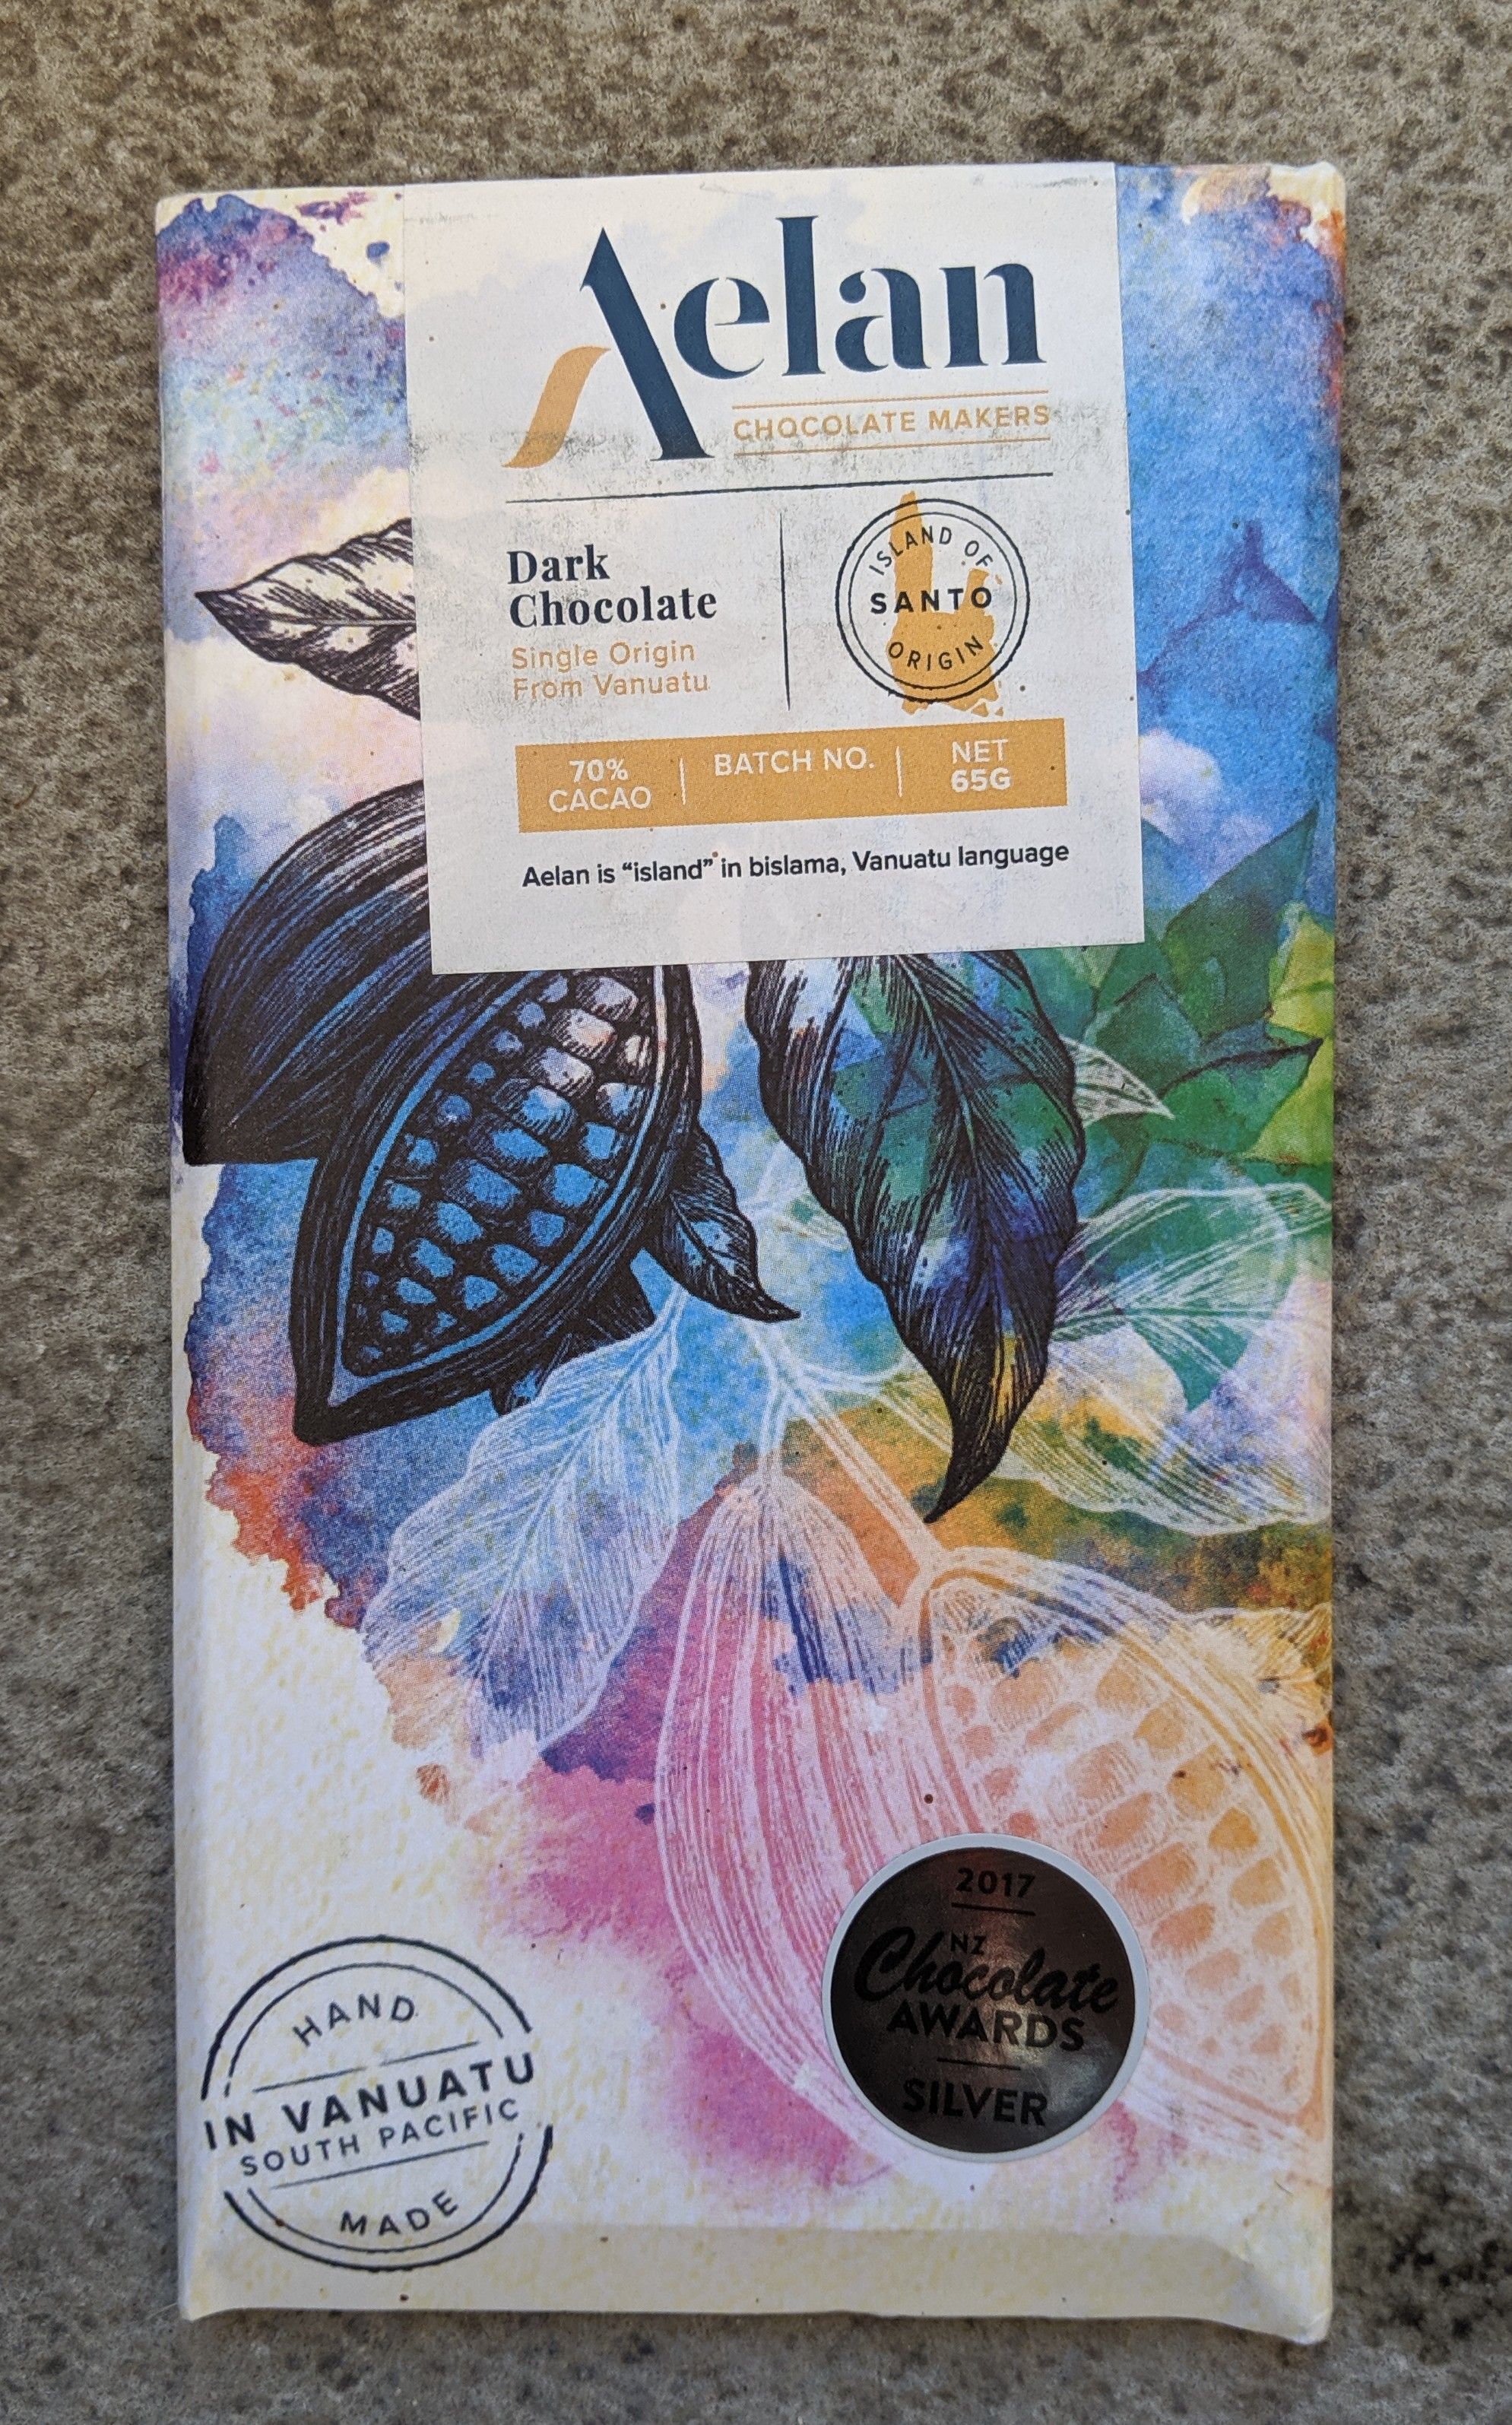 Aelan
CHOCOLATE MAKERS
Dark
Chocolate
Single Origin
From Vanuatu
ISLAND OF
SANTO
ORIGIN
70%
CACAO
BATCH NO.
NET
65G
Aelan is “island” in bislama, Vanuatu language
2017
NZ
Chocolate
AWARDS
SILVER
HAND
IN VANUATU
SOUTH PACIFIC
MADE